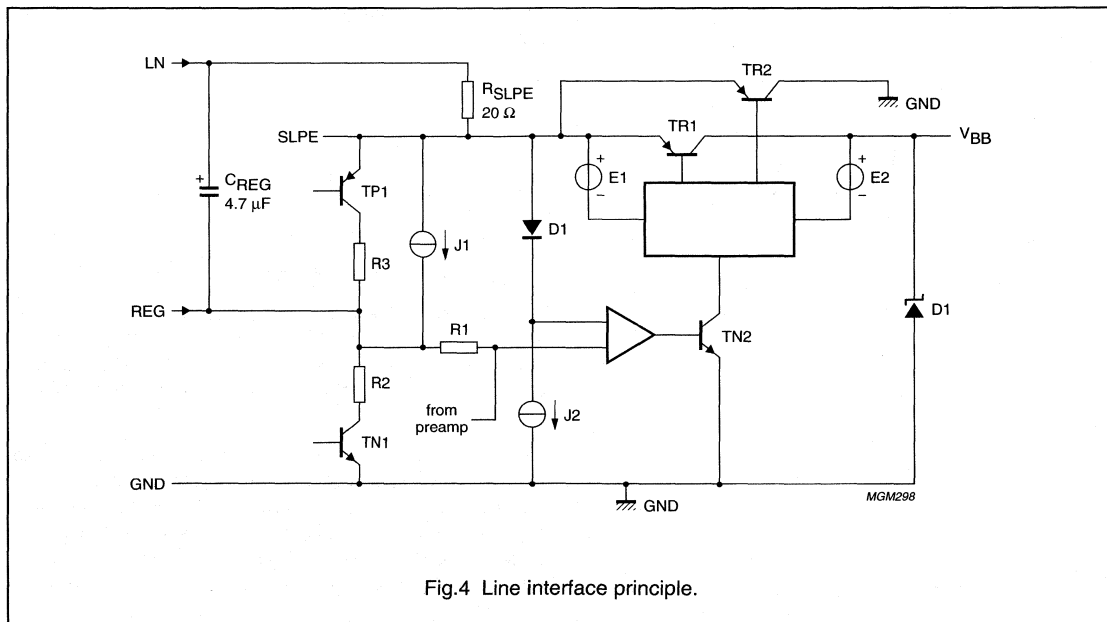 LN
R_SLPE
20 Ω
TR2
GND
SLPE
TR1
V_BB
C_REG
4.7 μF
TP1
J1
D1
E1
E2
R3
REG
R1
D1
TN2
R2
from
preamp
J2
TN1
GND
GND
MGM298
Fig.4 Line interface principle.